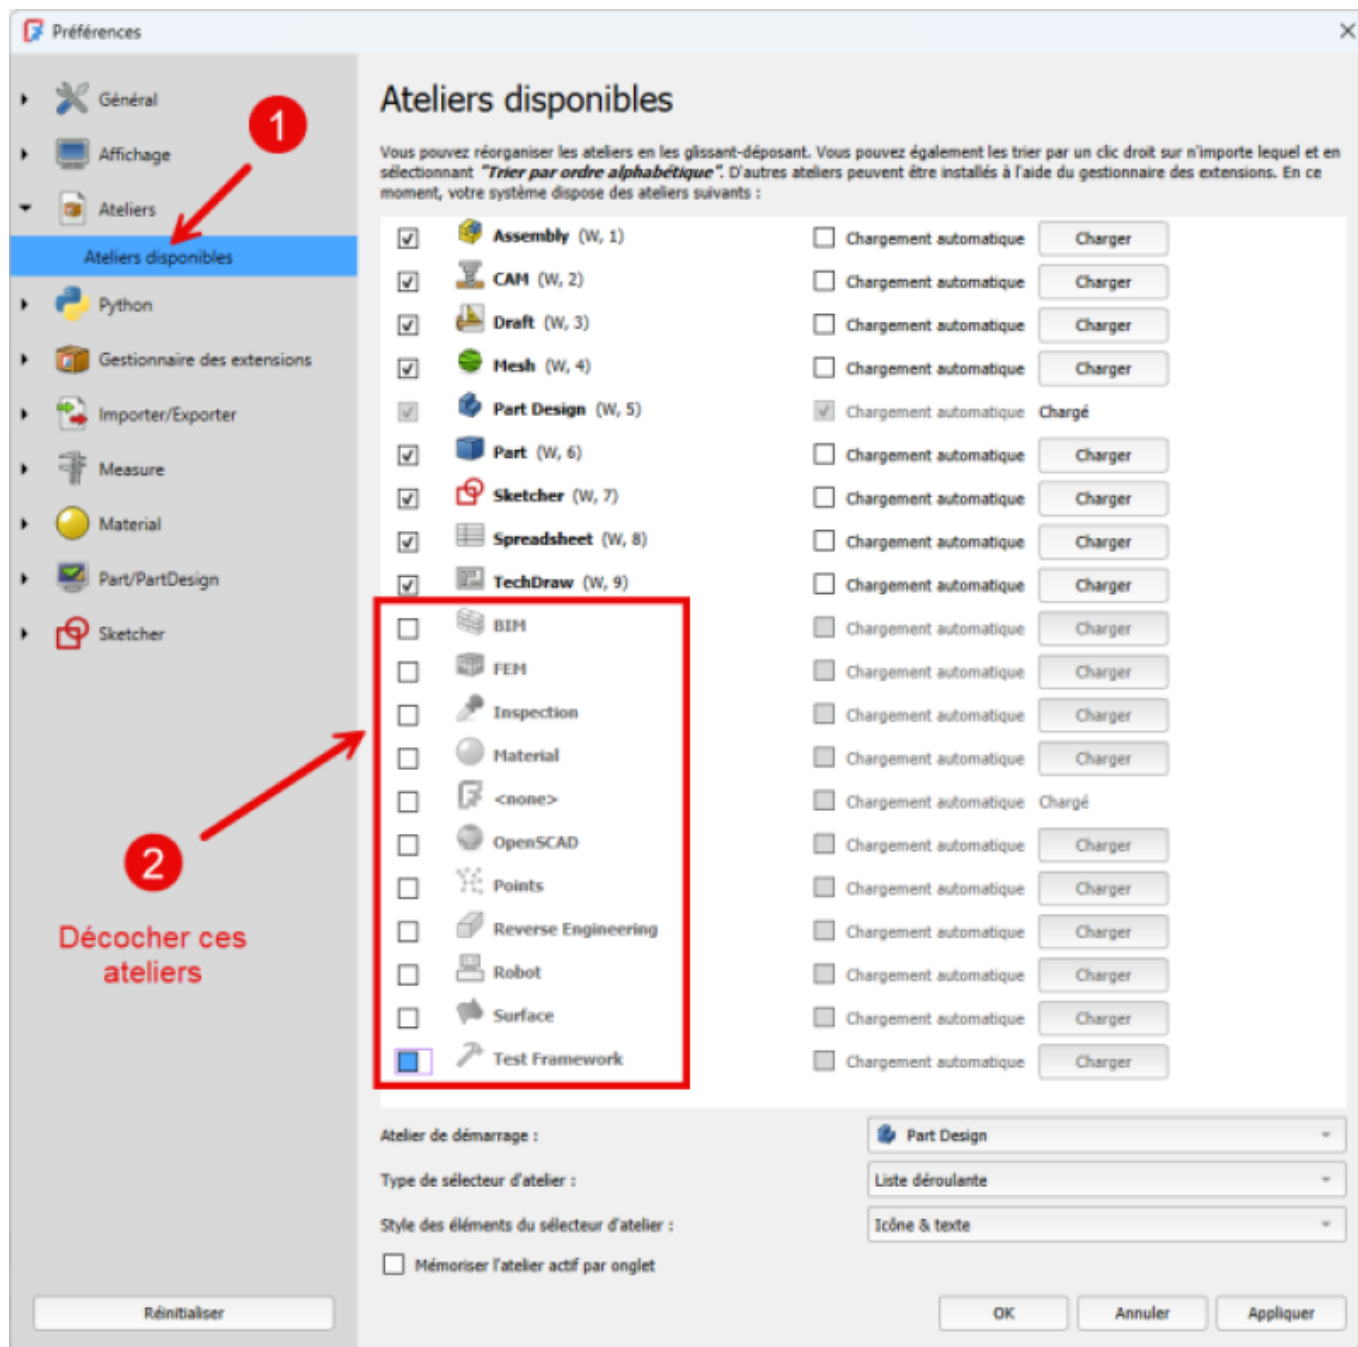 Préférences
Général
Affichage
Ateliers
Ateliers disponibles
Python
Gestionnaire des extensions
Importer/Exporter
Measure
Material
Part/PartDesign
Sketcher
1
2
Décocher ces
ateliers
Réinitialiser
Ateliers disponibles
Vous pouvez réorganiser les ateliers en les glissant-déposant. Vous pouvez également les trier par un clic droit sur n'importe lequel et en
sélectionnant "Trier par ordre alphabétique". D'autres ateliers peuvent être installés à l'aide du gestionnaire des extensions. En ce
moment, votre système dispose des ateliers suivants :
Assembly (W, 1) Chargement automatique Charger
CAM (W, 2) Chargement automatique Charger
Draft (W, 3) Chargement automatique Charger
Mesh (W, 4) Chargement automatique Charger
Part Design (W, 5) Chargement automatique Chargé
Part (W, 6) Chargement automatique Charger
Sketcher (W, 7) Chargement automatique Charger
Spreadsheet (W, 8) Chargement automatique Charger
TechDraw (W, 9) Chargement automatique Charger
BIM Chargement automatique Charger
FEM Chargement automatique Charger
Inspection Chargement automatique Charger
Material Chargement automatique Charger
<none> Chargement automatique Chargé
OpenSCAD Chargement automatique Charger
Points Chargement automatique Charger
Reverse Engineering Chargement automatique Charger
Robot Chargement automatique Charger
Surface Chargement automatique Charger
Test Framework Chargement automatique Charger
Atelier de démarrage : Part Design
Type de sélecteur d'atelier : Liste déroulante
Style des éléments du sélecteur d'atelier : Icône & texte
Mémoriser l'atelier actif par onglet
OK Annuler Appliquer